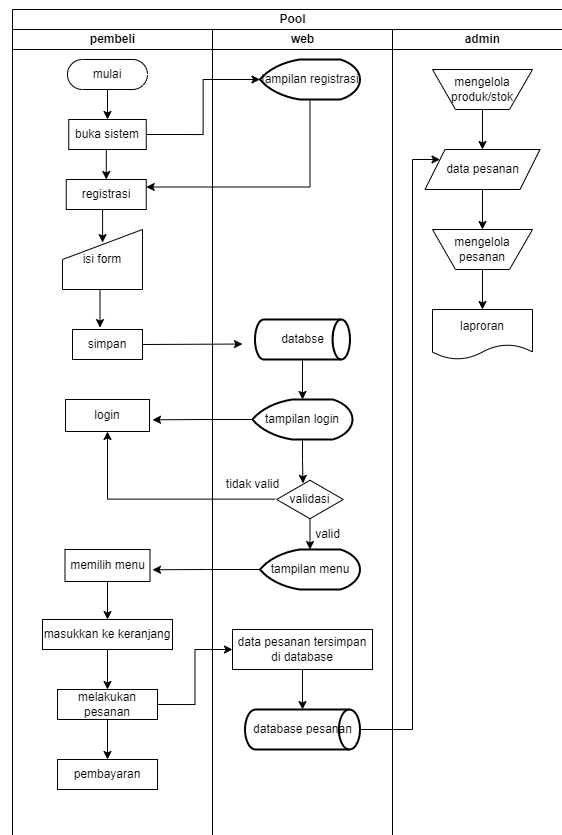 Pool
pembeli
web
admin
mulai
tampilan registrasi
mengelola
produk/stok
buka sistem
data pesanan
registrasi
isi form
mengelola
pesanan
simpan
databse
laproran
login
tampilan login
tidak valid
validasi
valid
memilih menu
tampilan menu
masukkan ke keranjang
data pesanan tersimpan
di database
melakukan
pesanan
database pesanan
pembayaran